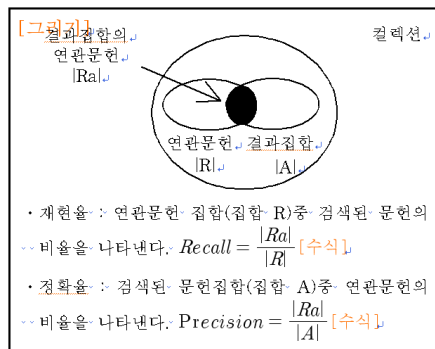 [그리기]
결과집합의
연관문헌
|Ra|
컬렉션
연관문헌 결과집합
|R| |A|
· 재현율 : 연관문헌 집합(집합 R)중 검색된 문헌의
비율을 나타낸다. Recall = |Ra| / |R| [수식]
· 정확율 : 검색된 문헌집합(집합 A)중 연관문헌의
비율을 나타낸다. Precision = |Ra| / |A| [수식]